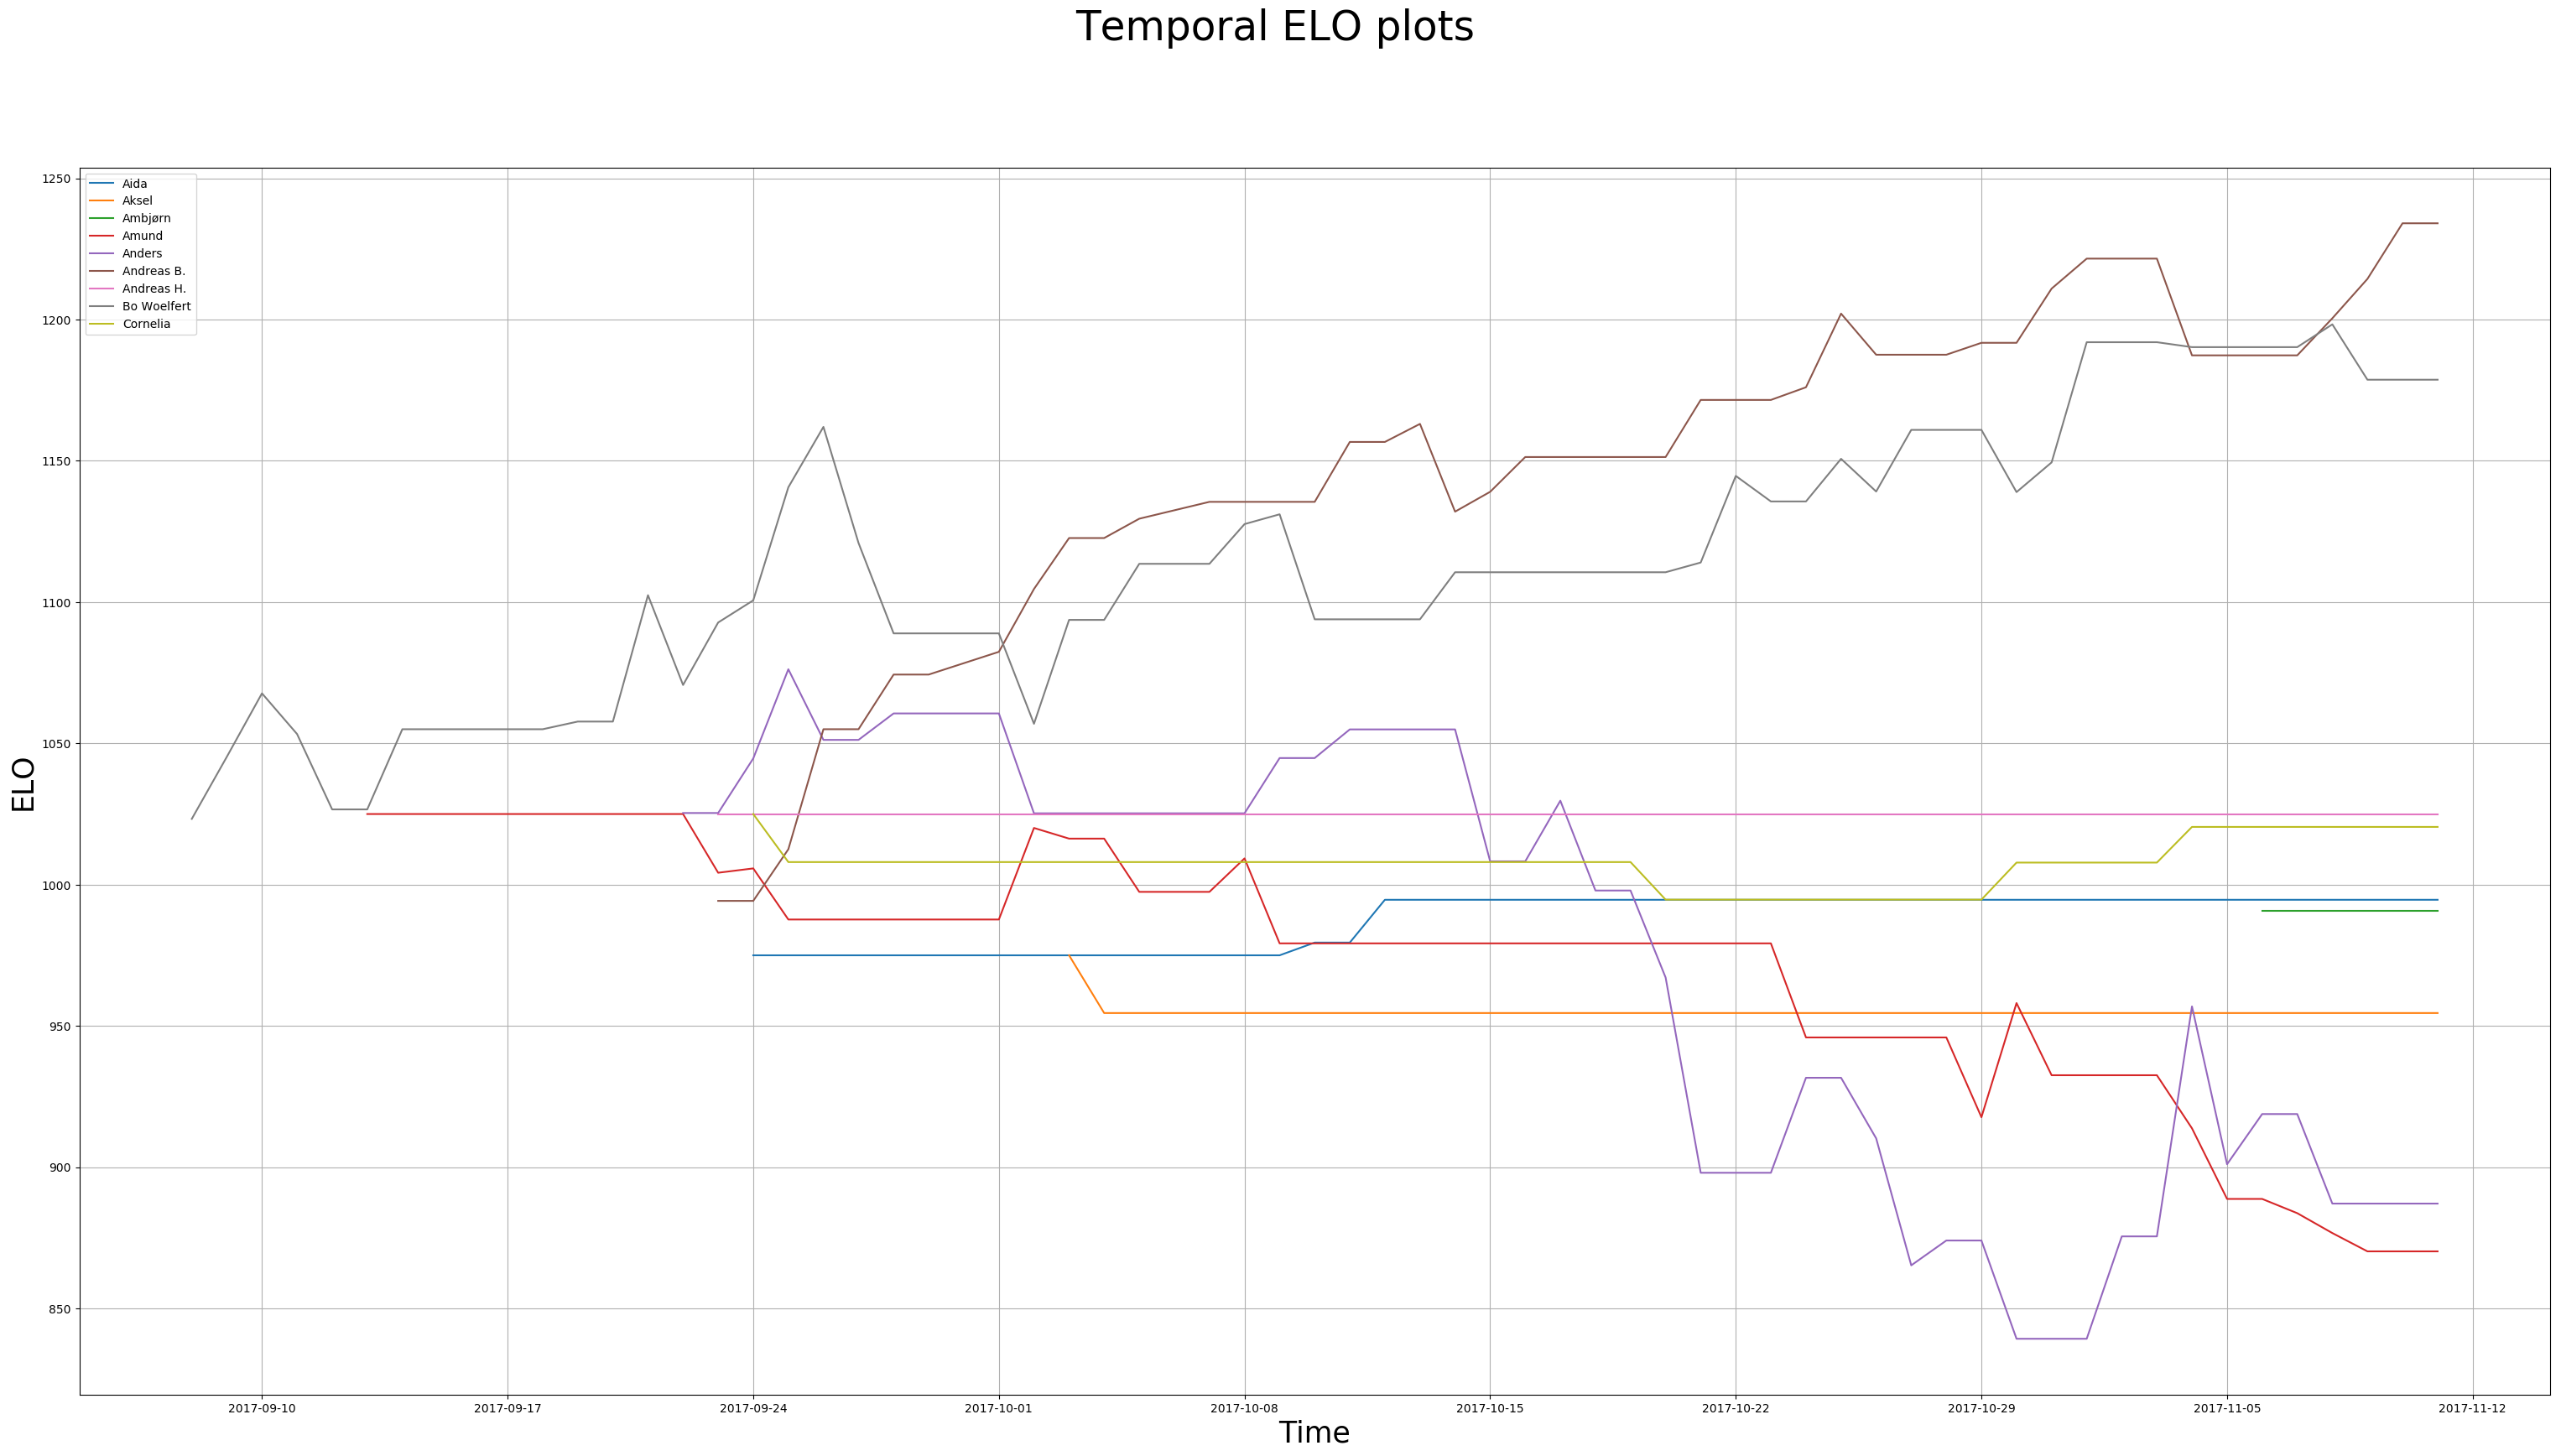 Temporal ELO plots
1250
1200
1150
1100
1050
1000
950
900
850
ELO
Aida
Aksel
Ambjørn
Amund
Anders
Andreas B.
Andreas H.
Bo Woelfert
Cornelia
2017-09-10
2017-09-17
2017-09-24
2017-10-01
2017-10-08
2017-10-15
2017-10-22
2017-10-29
2017-11-05
2017-11-12
Time